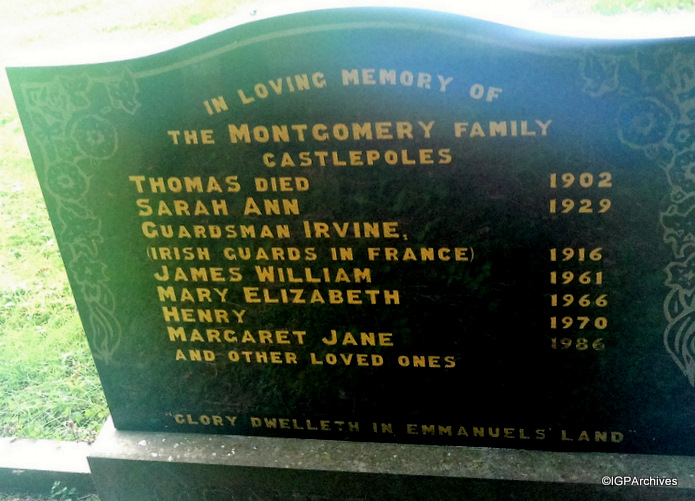 IN LOVING MEMORY OF
THE MONTGOMERY FAMILY
CASTLEPOLES
THOMAS DIED 1902
SARAH ANN 1929
GUARDSMAN IRVINE,
(IRISH GUARDS IN FRANCE) 1916
JAMES WILLIAM 1961
MARY ELIZABETH 1966
HENRY 1970
MARGARET JANE 1986
AND OTHER LOVED ONES
"GLORY DWELLETH IN EMMANUELS' LAND"
©IGPArchives